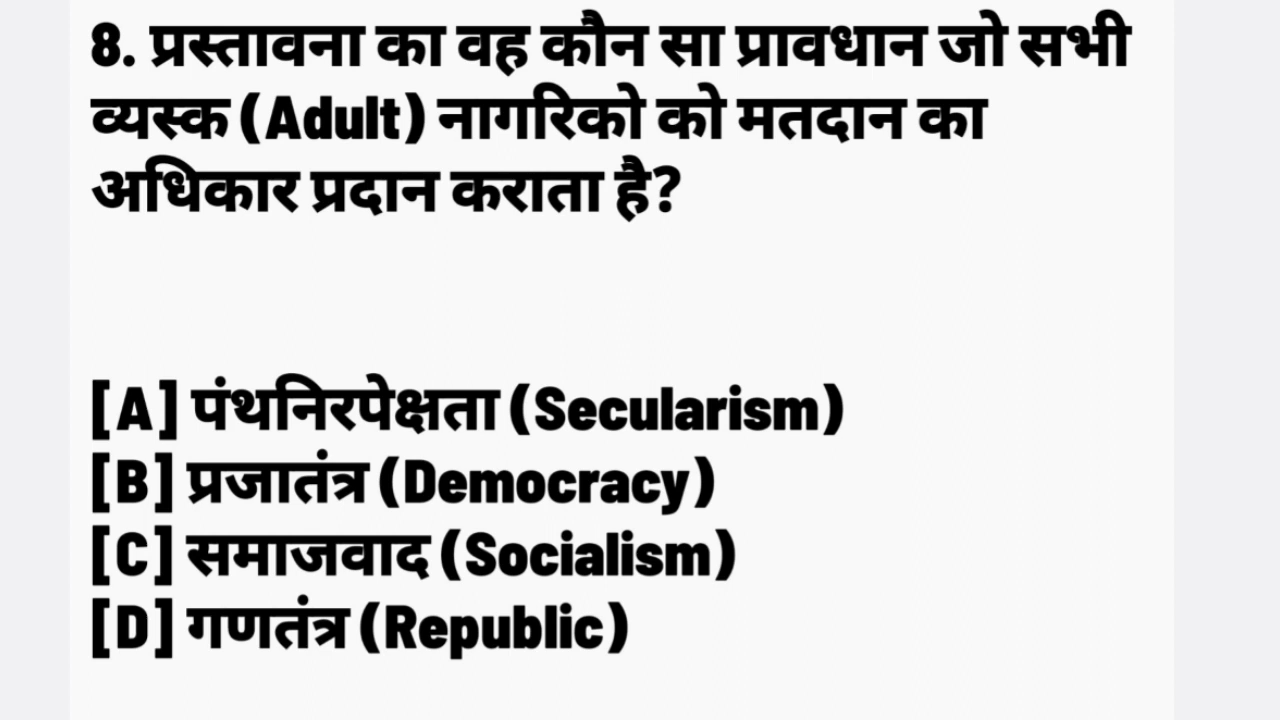 8. प्रस्तावना का वह कौन सा प्रावधान जो सभी
व्यस्क (Adult) नागरिको को मतदान का
अधिकार प्रदान कराता है?
[A] पंथनिरपेक्षता (Secularism)
[B] प्रजातंत्र (Democracy)
[C] समाजवाद (Socialism)
[D] गणतंत्र (Republic)